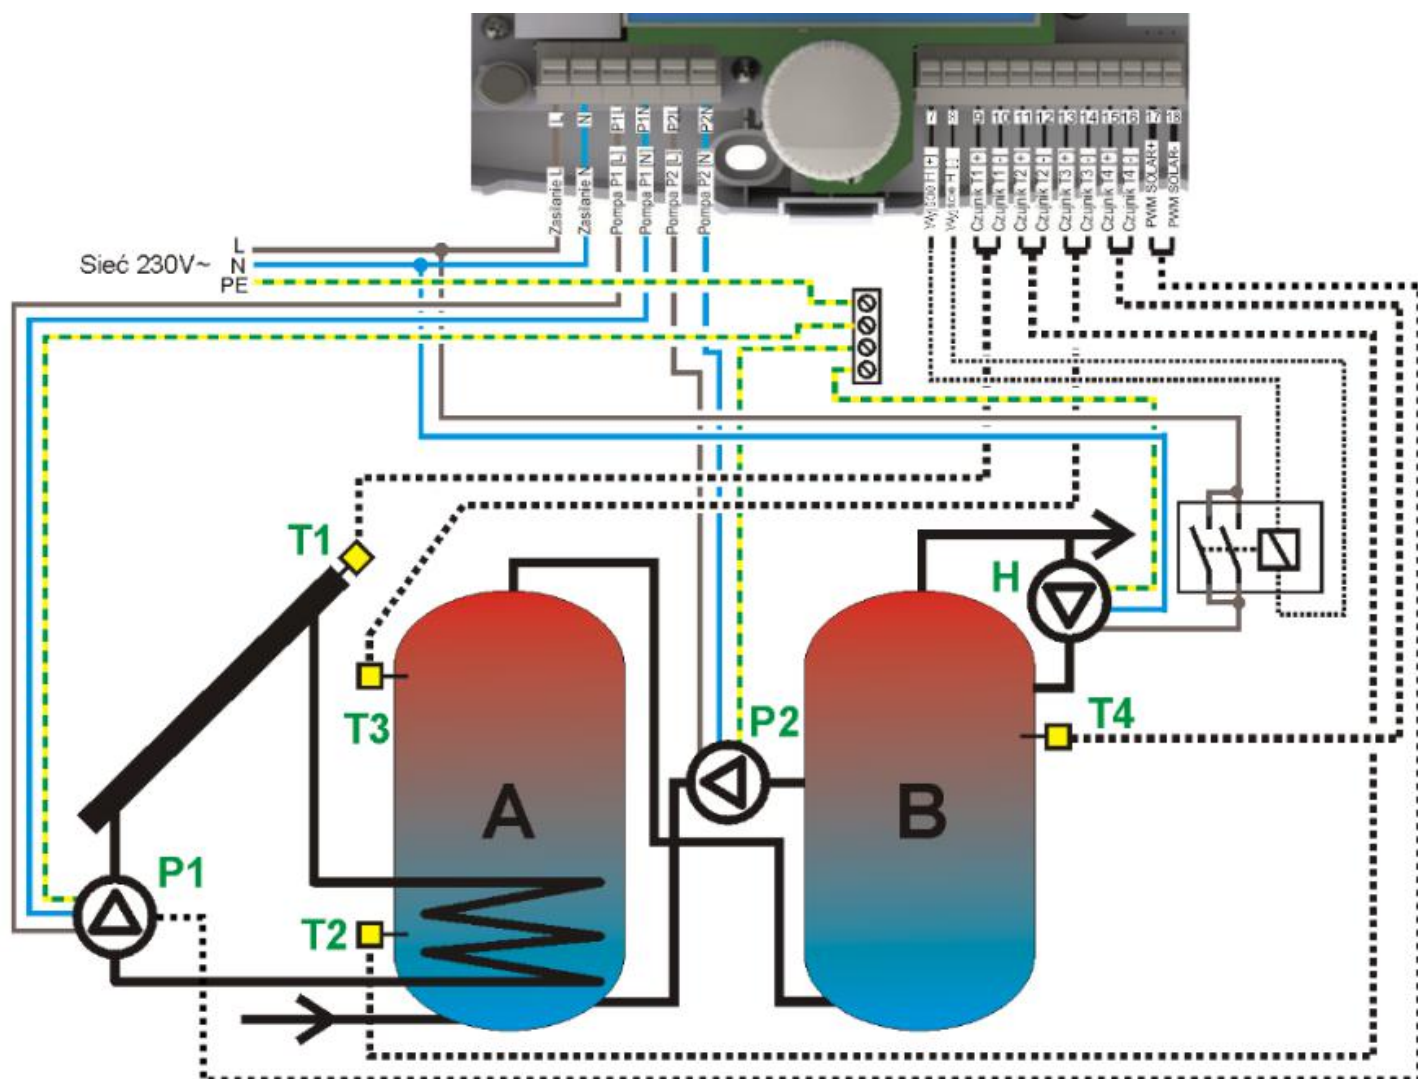 L
N
P1L
P1N
P2L
P2N
7
8
9
10
11
12
13
14
15
16
17
18
Zasilanie L
Zasilanie N
Pompa P1 [L]
Pompa P1 [N]
Pompa P2 [L]
Pompa P2 [N]
Wyjście H [+]
Wyjście H [-]
Czujnik T1 [+]
Czujnik T1 [-]
Czujnik T2 [+]
Czujnik T2 [-]
Czujnik T3 [+]
Czujnik T3 [-]
Czujnik T4 [+]
Czujnik T4 [-]
PWM SOLAR+
PWM SOLAR-
L
Sieć 230V~ N
PE
T1
H
T3
P2
T4
A
B
P1
T2